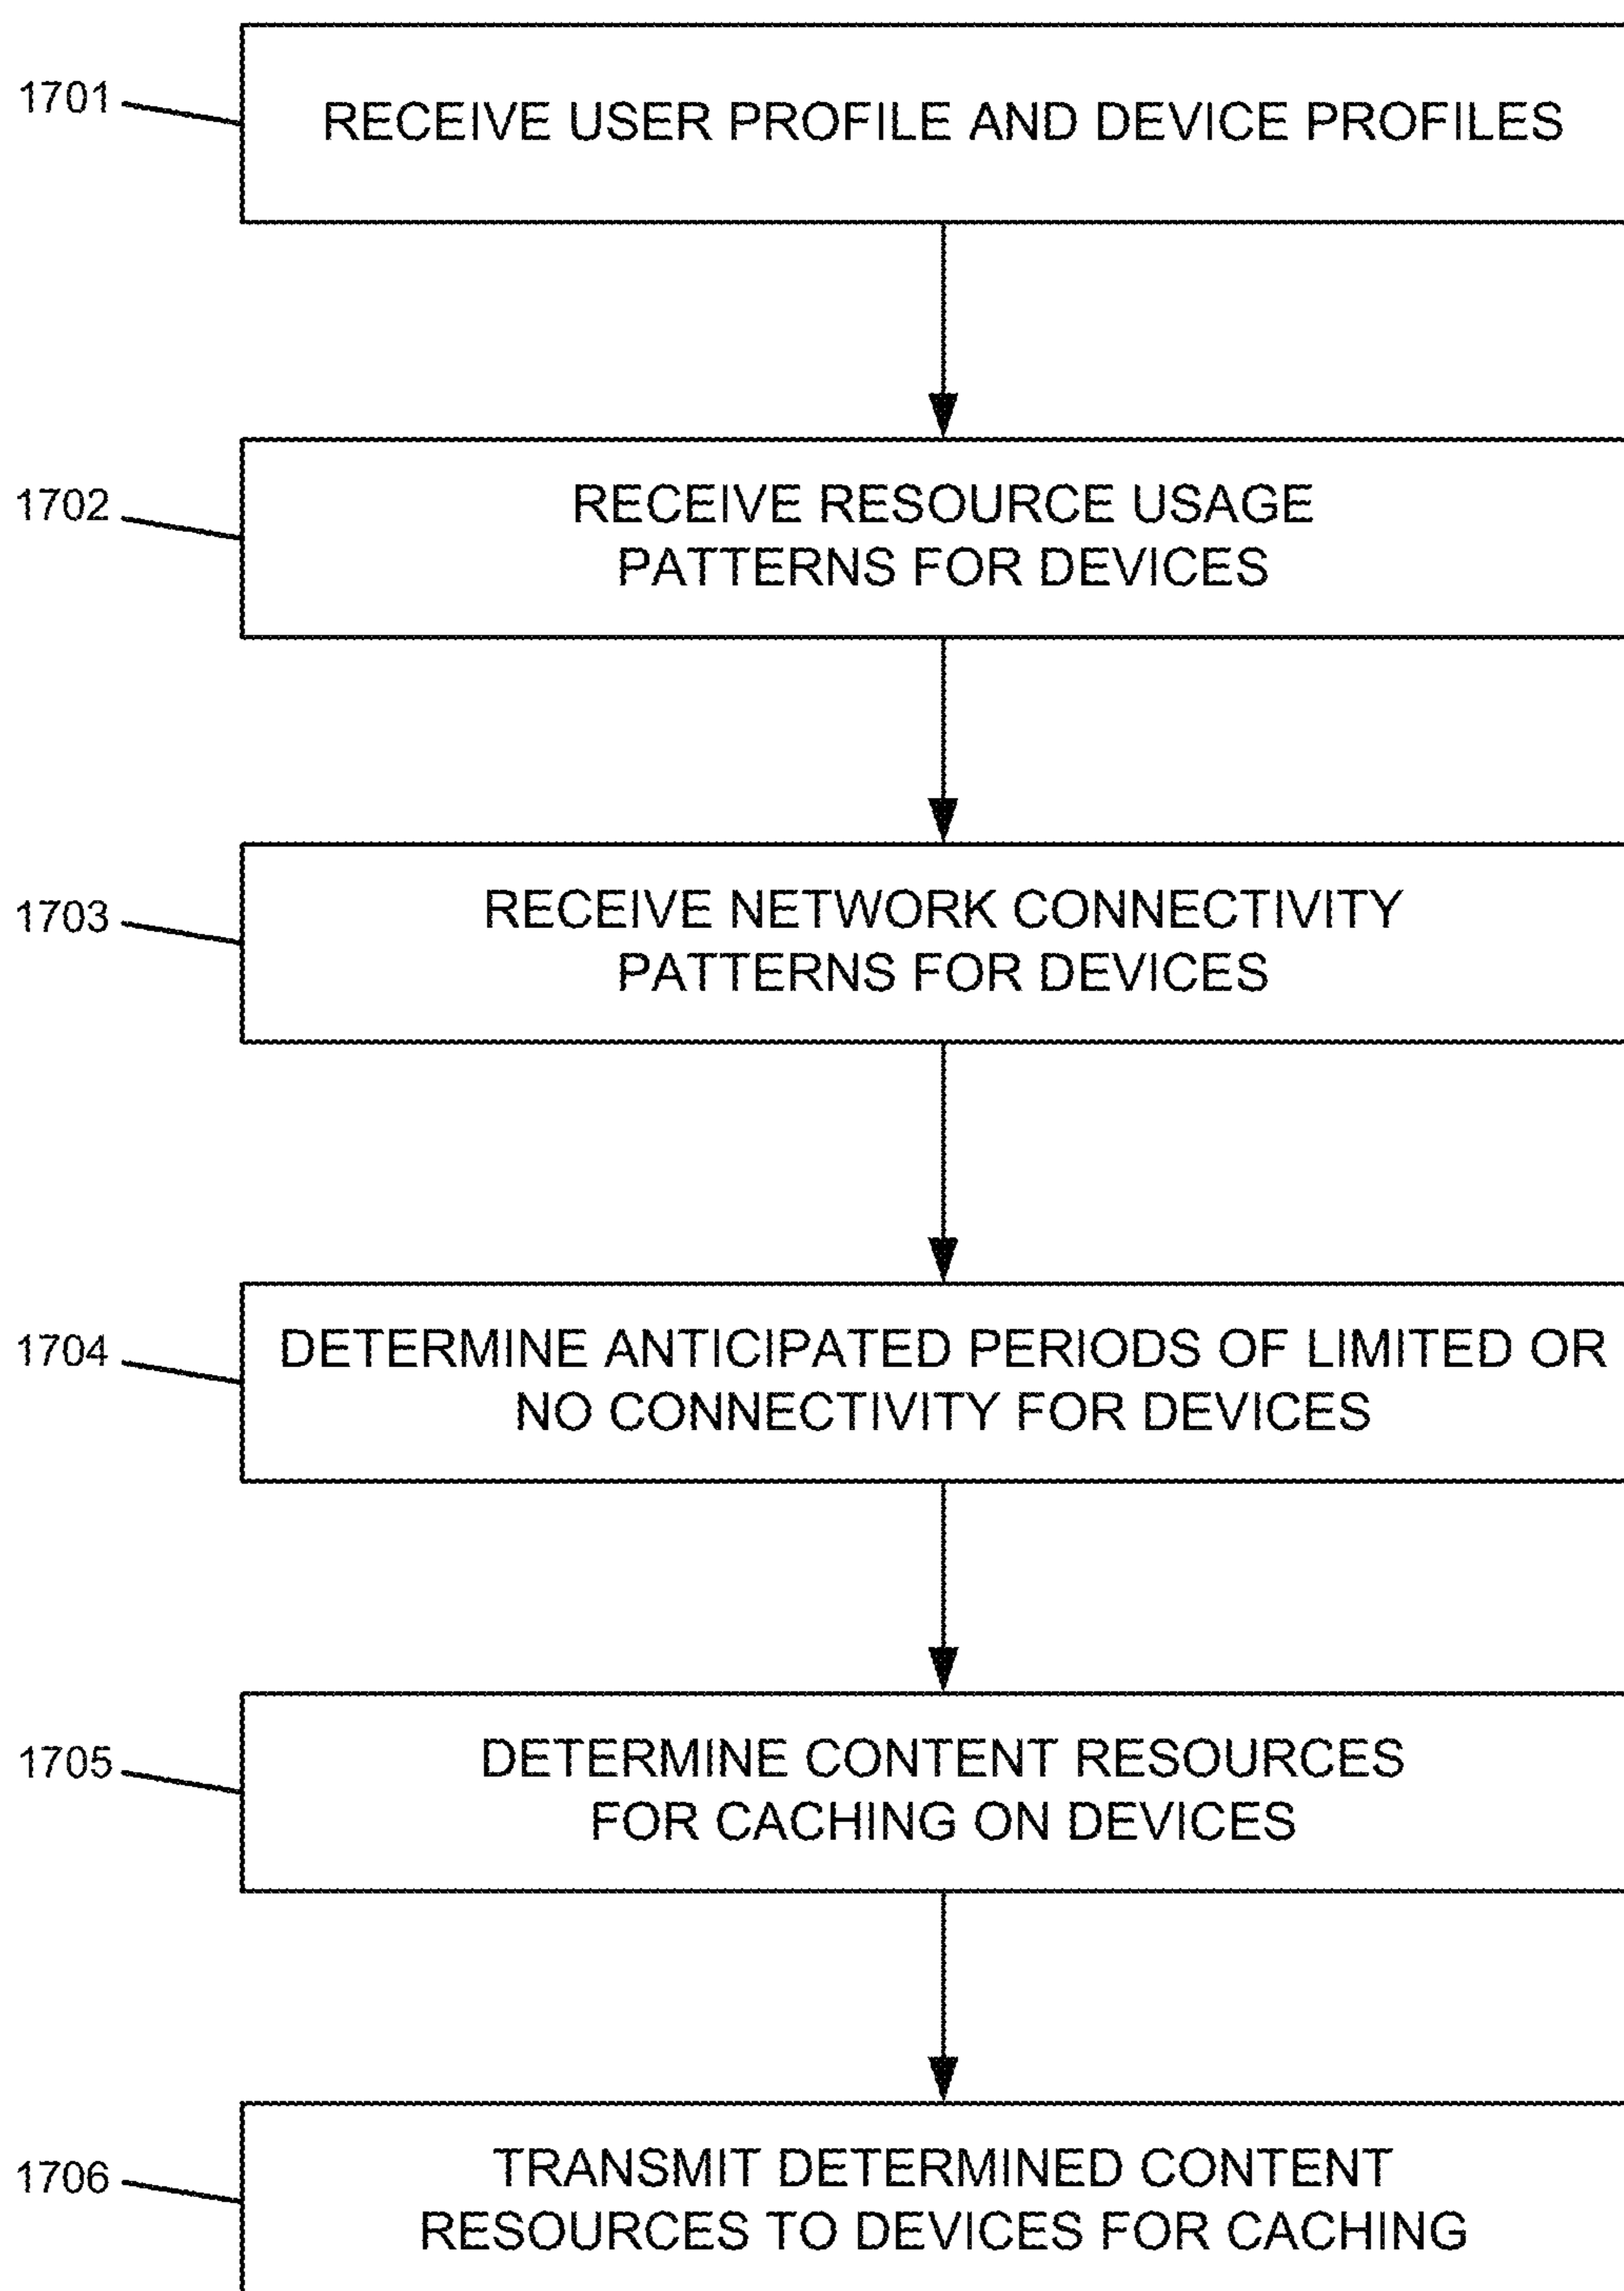 1701
RECEIVE USER PROFILE AND DEVICE PROFILES
1702
RECEIVE RESOURCE USAGE
PATTERNS FOR DEVICES
1703
RECEIVE NETWORK CONNECTIVITY
PATTERNS FOR DEVICES
1704
DETERMINE ANTICIPATED PERIODS OF LIMITED OR
NO CONNECTIVITY FOR DEVICES
1705
DETERMINE CONTENT RESOURCES
FOR CACHING ON DEVICES
1706
TRANSMIT DETERMINED CONTENT
RESOURCES TO DEVICES FOR CACHING